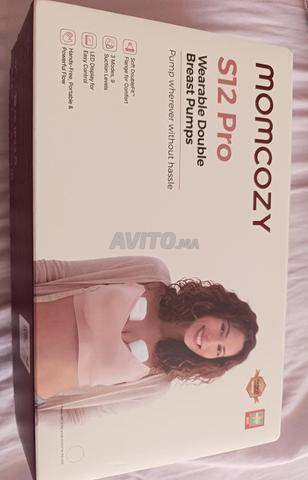 momcozy
S12 Pro
Wearable Double
Breast Pumps
Pump wherever without hassle
Soft DoubleFit™
Flange for Comfort
3 Modes, 9
Suction Levels
LED Display for
Easy Control
Hands-Free, Portable &
Powerful Flow
AVITO.ma